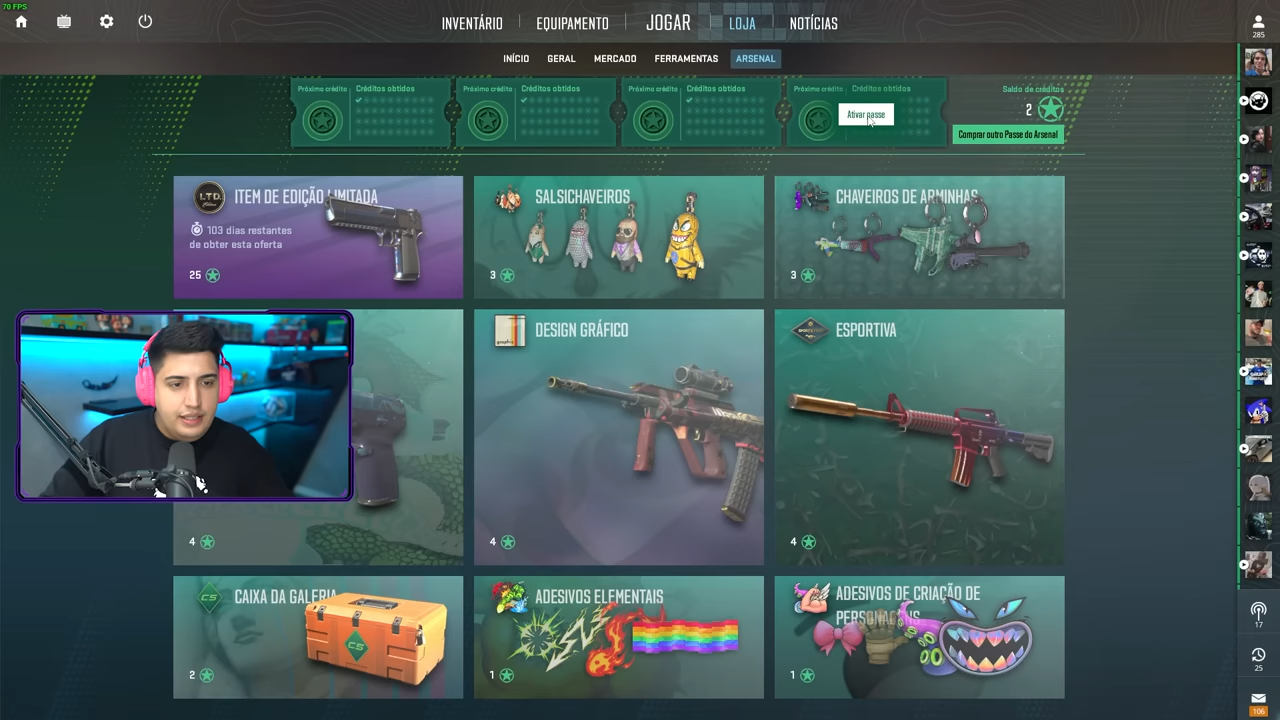 70 FPS
INVENTÁRIO
EQUIPAMENTO
JOGAR
LOJA
NOTÍCIAS
285
INÍCIO
GERAL
MERCADO
FERRAMENTAS
ARSENAL
Próximo crédito
Créditos obtidos
Próximo crédito
Créditos obtidos
Próximo crédito
Créditos obtidos
Próximo crédito
Créditos obtidos
Ativar passe
Saldo de créditos
2
Comprar outro Passe do Arsenal
L.T.D.
ITEM DE EDIÇÃO LIMITADA
103 dias restantes
de obter esta oferta
25
SALSICHAVEIROS
3
CHAVEIROS DE ARMINHAS
3
4
DESIGN GRÁFICO
4
ESPORTIVA
4
CS
CAIXA DA GALERIA
CS
2
ADESIVOS ELEMENTAIS
1
ADESIVOS DE CRIAÇÃO DE
PERSONAGENS
1
17
25
106